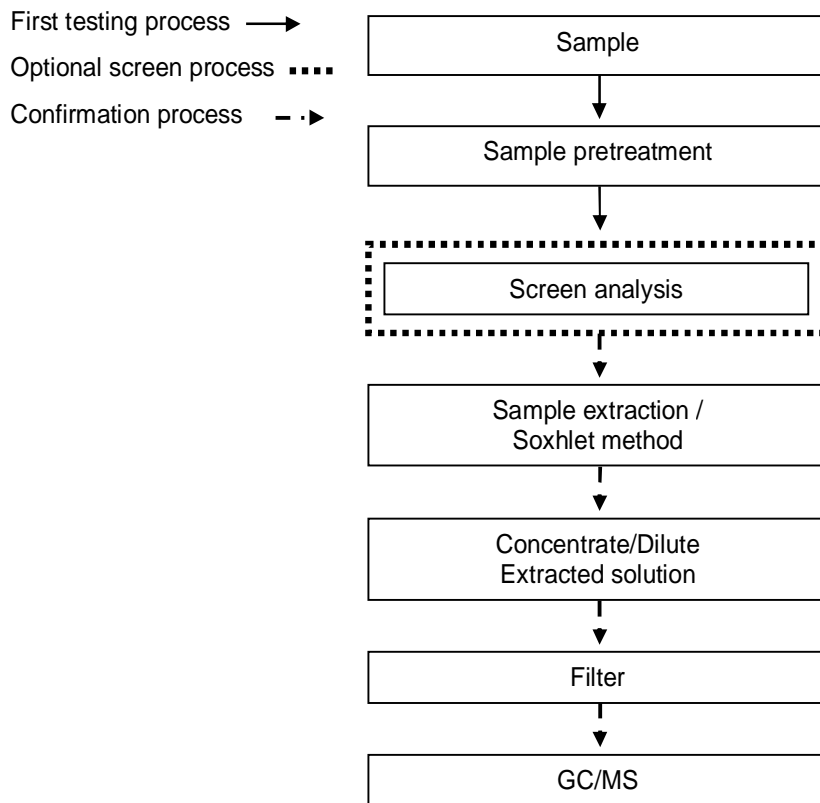 First testing process
Optional screen process
Confirmation process
Sample
Sample pretreatment
Screen analysis
Sample extraction /
Soxhlet method
Concentrate/Dilute
Extracted solution
Filter
GC/MS